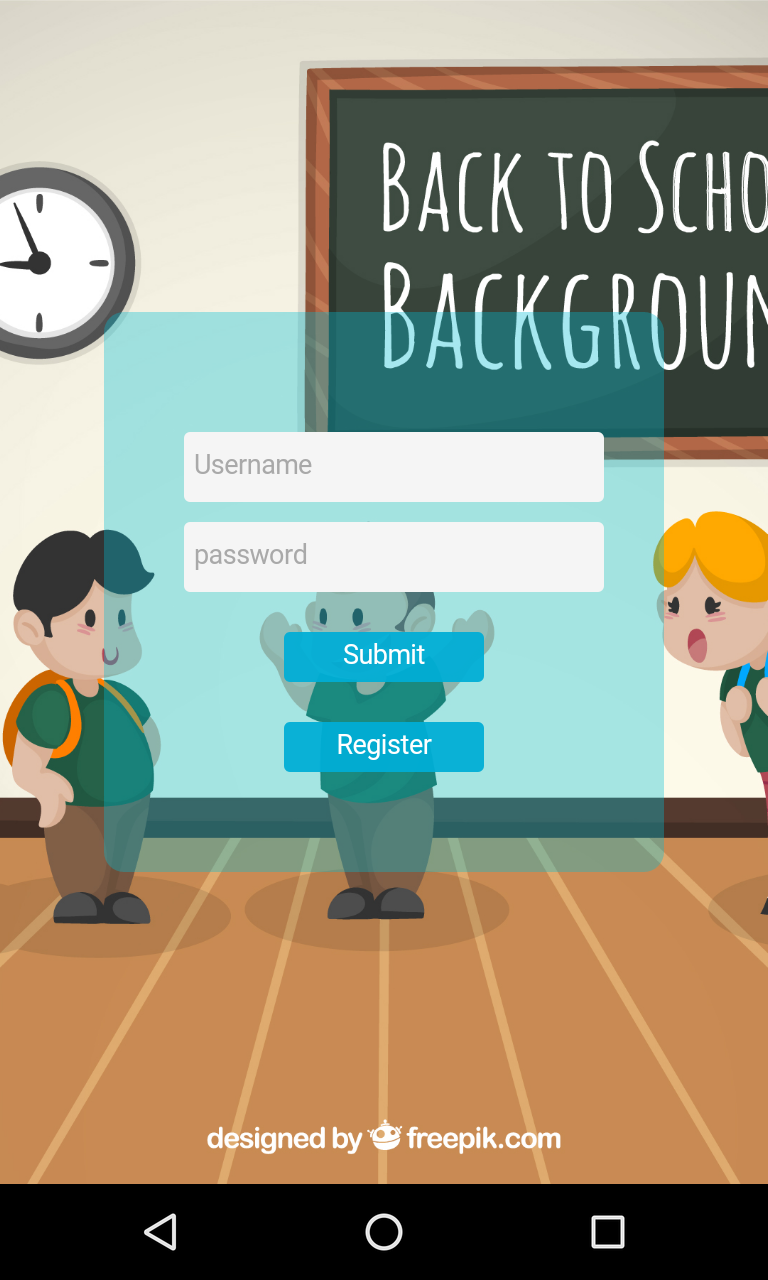 BACK TO SCHO
BACKGROUN
Username
password
Submit
Register
designed by freepik.com